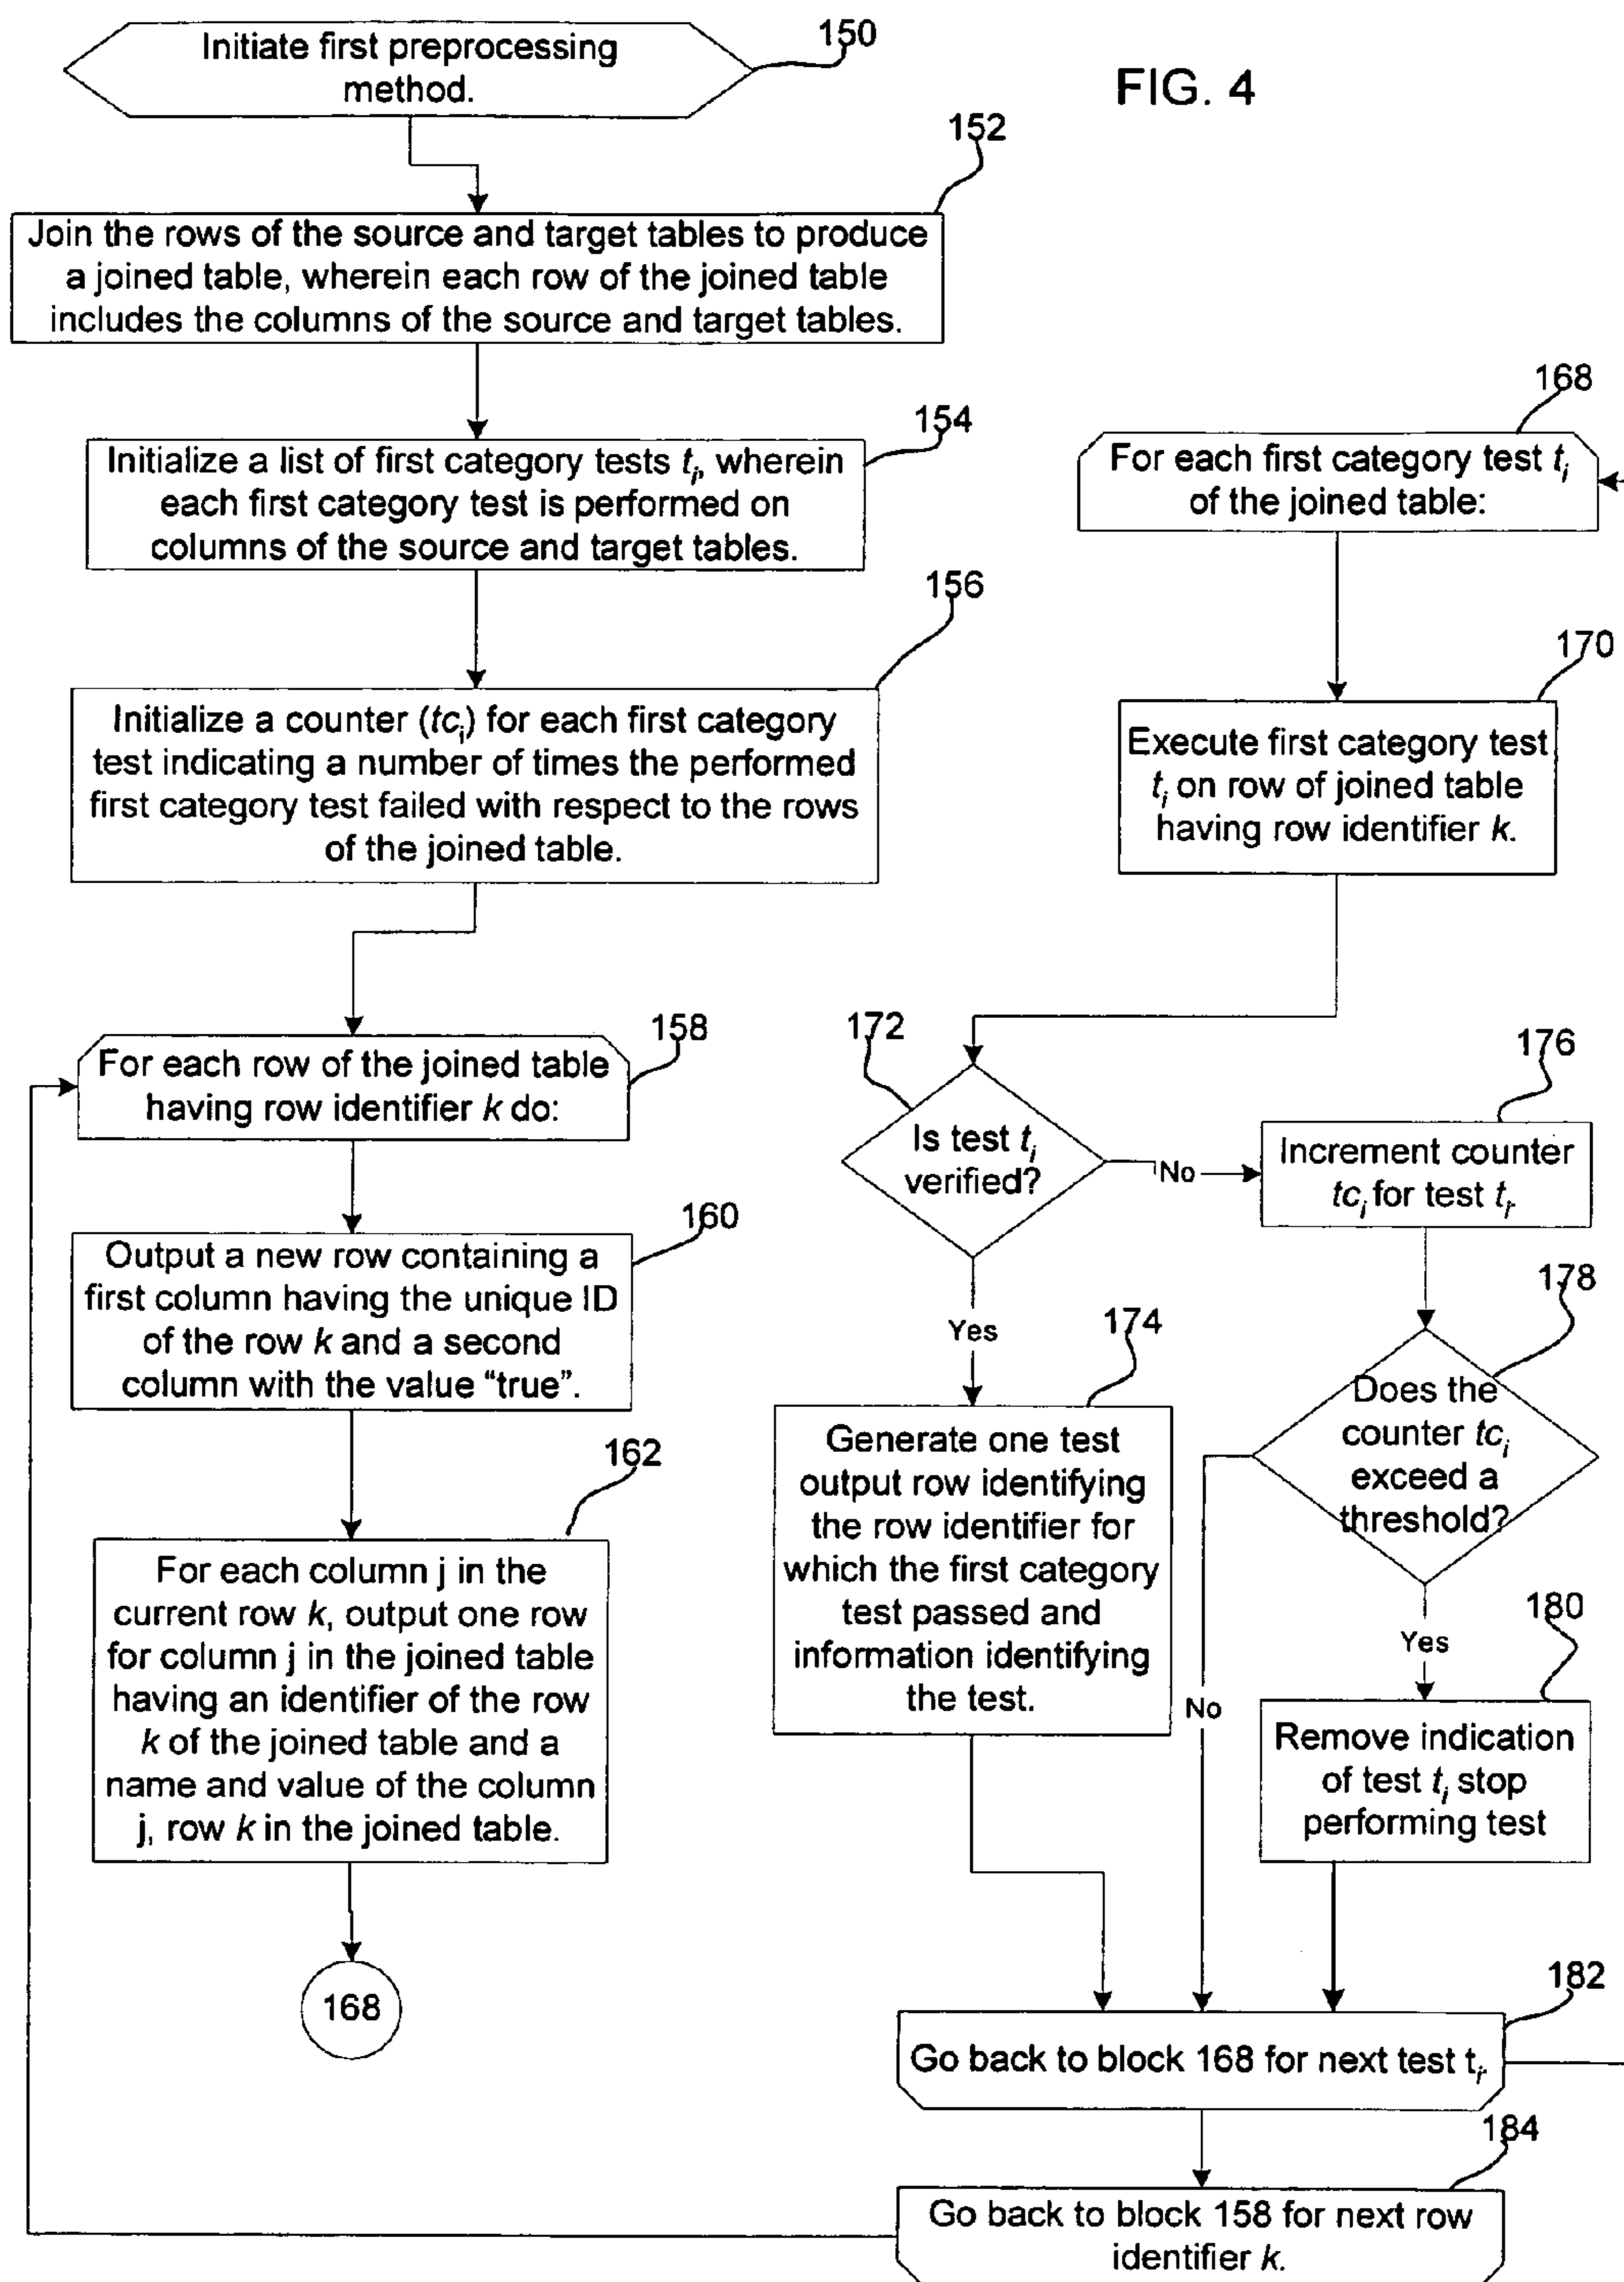 Initiate first preprocessing
method.
150
FIG. 4
152
Join the rows of the source and target tables to produce
a joined table, wherein each row of the joined table
includes the columns of the source and target tables.
154
Initialize a list of first category tests ti, wherein
each first category test is performed on
columns of the source and target tables.
156
Initialize a counter (tci) for each first category
test indicating a number of times the performed
first category test failed with respect to the rows
of the joined table.
158
For each row of the joined table
having row identifier k do:
160
Output a new row containing a
first column having the unique ID
of the row k and a second
column with the value “true”.
162
For each column j in the
current row k, output one row
for column j in the joined table
having an identifier of the row
k of the joined table and a
name and value of the column
j, row k in the joined table.
168
168
For each first category test ti
of the joined table:
170
Execute first category test
ti on row of joined table
having row identifier k.
172
Is test ti
verified?
No
176
Increment counter
tci for test ti.
Yes
174
Generate one test
output row identifying
the row identifier for
which the first category
test passed and
information identifying
the test.
178
Does the
counter tci
exceed a
threshold?
No
Yes
180
Remove indication
of test ti stop
performing test
182
Go back to block 168 for next test ti.
184
Go back to block 158 for next row
identifier k.